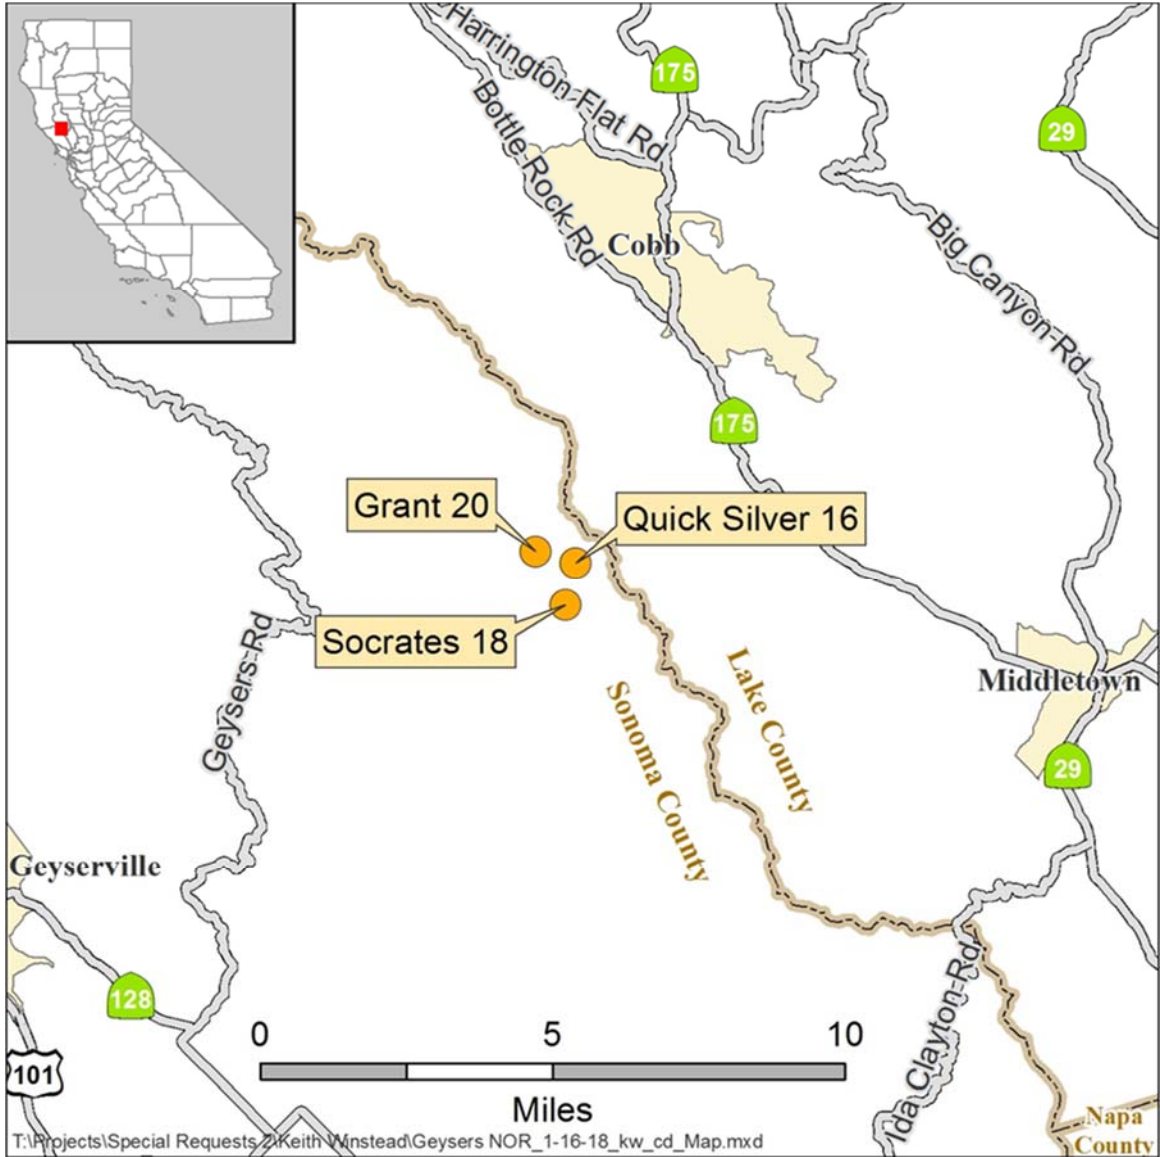 Harrington Flat Rd
175
29
Bottle Rock Rd
Cobb
Big Canyon Rd
175
Grant 20
Quick Silver 16
Socrates 18
Geysers Rd
Lake County
Sonoma County
Middletown
29
Geyserville
128
101
Ida Clayton Rd
0 5 10
Miles
Napa
County
T:\Projects\Special Requests 2\Keith Winstead\Geysers NOR_1-16-18_kw_cd_Map.mxd